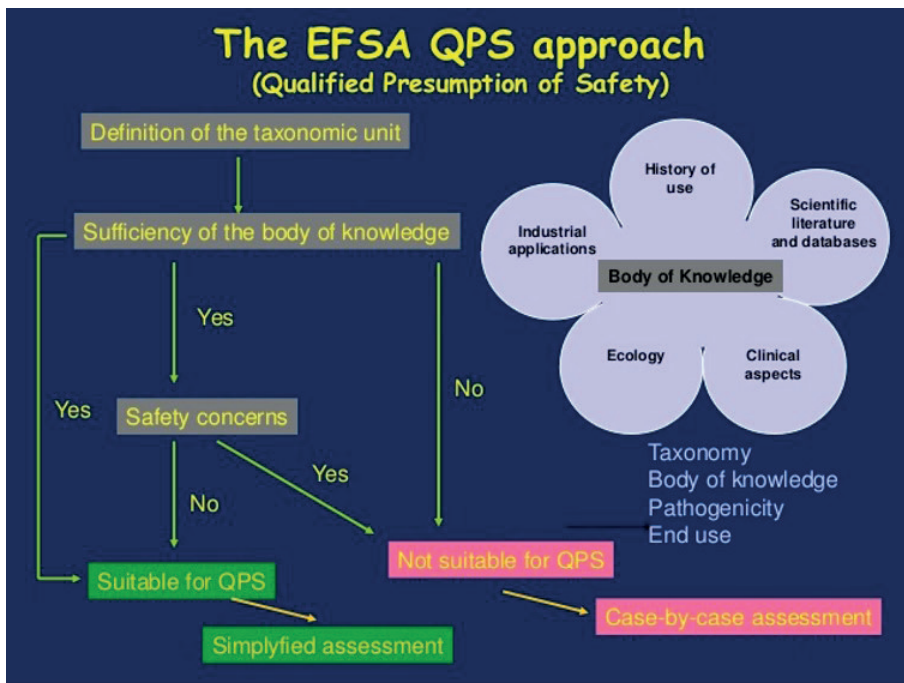 The EFSA QPS approach
(Qualified Presumption of Safety)
Definition of the taxonomic unit
Sufficiency of the body of knowledge
Yes
No
Yes
Safety concerns
Yes
No
Suitable for QPS
Not suitable for QPS
Simplyfied assessment
Case-by-case assessment
History of
use
Industrial
applications
Scientific
literature
and databases
Body of Knowledge
Ecology
Clinical
aspects
Taxonomy
Body of knowledge
Pathogenicity
End use